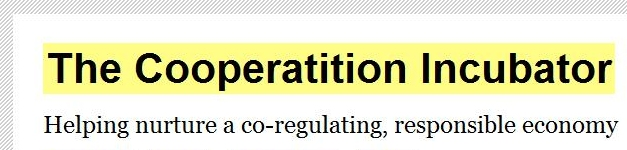 The Cooperatition Incubator
Helping nurture a co-regulating, responsible economy